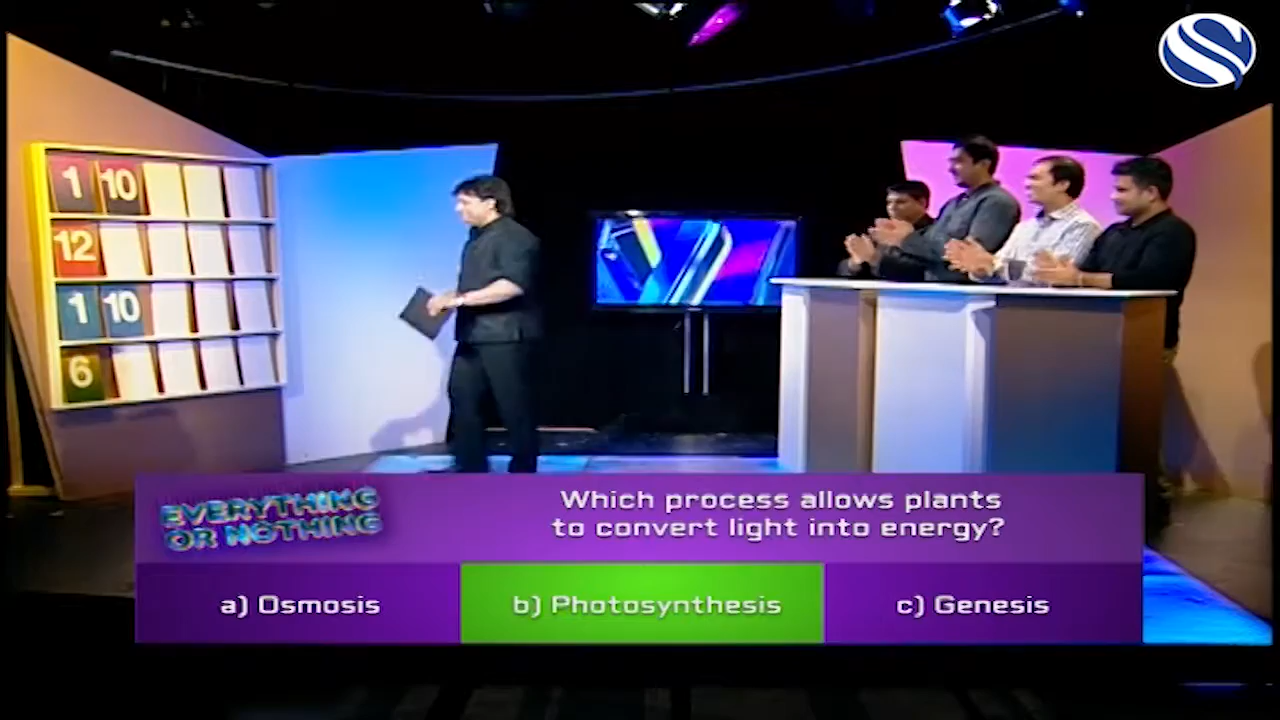 1 10
12
1 10
6
EVERYTHING
OR NOTHING
Which process allows plants
to convert light into energy?
a) Osmosis
b) Photosynthesis
c) Genesis